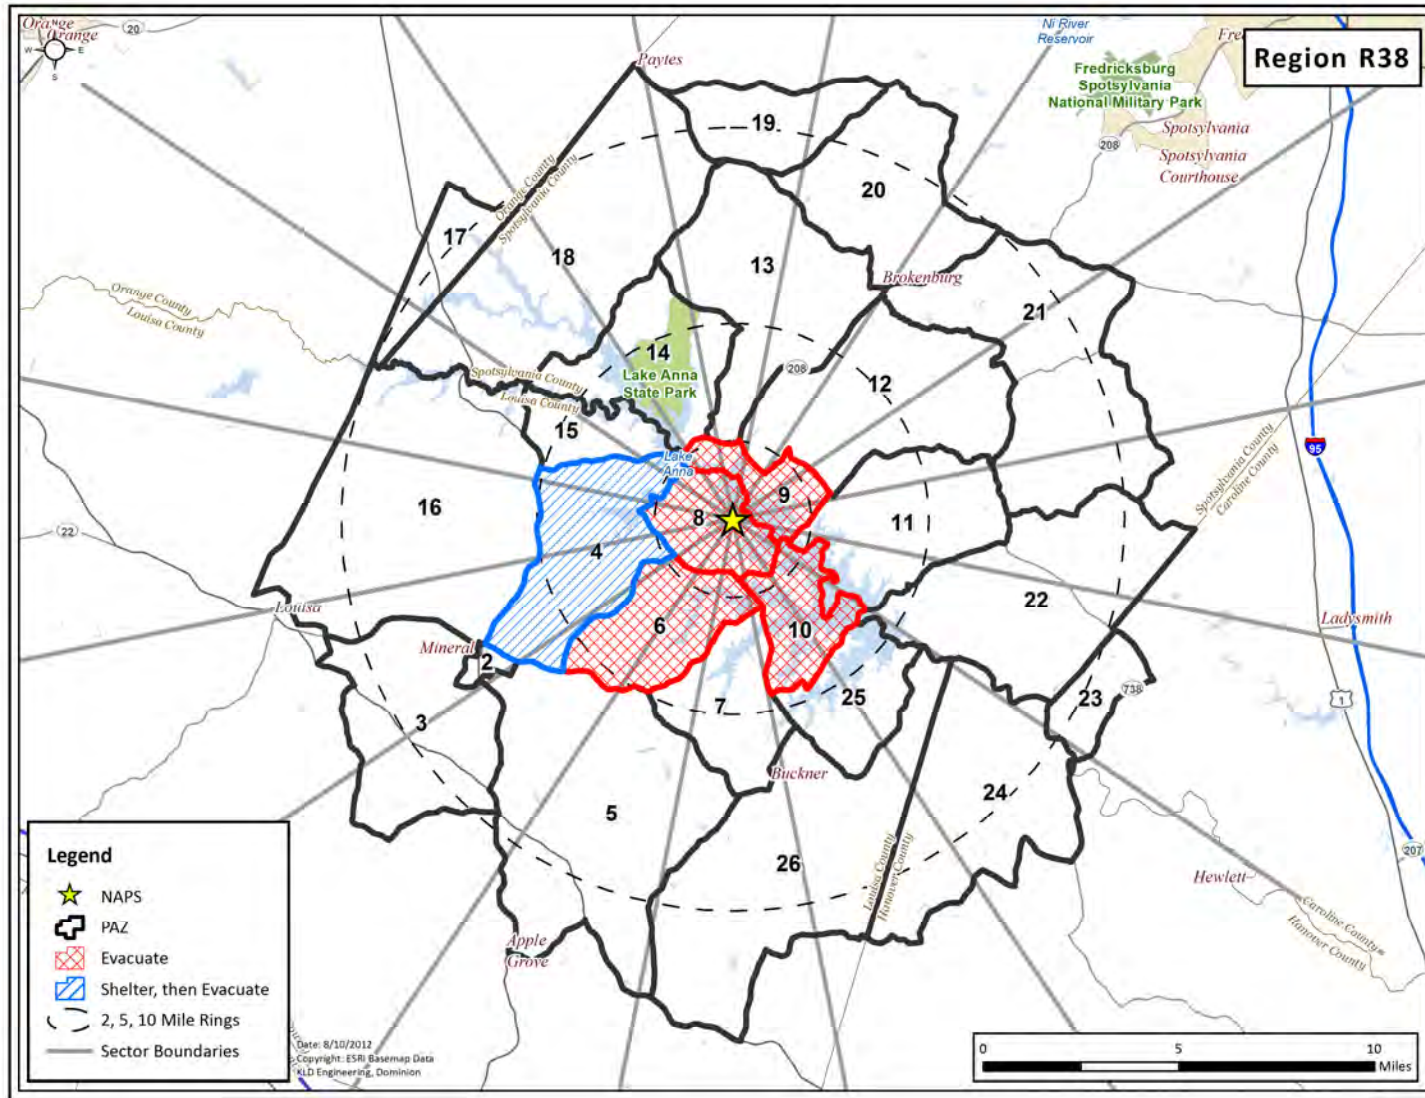 Region R38
Orange
Orange
20
N
W
E
S
Paytes
Ni River
Reservoir
Fre
Fredricksburg
Spotsylvania
National Military Park
Spotsylvania
208
Spotsylvania
Courthouse
19
20
17
Orange County
Spotsylvania County
18
13
Brokenburg
21
Orange County
Louisa County
14
Lake Anna
State Park
208
12
Spotsylvania County
Louisa County
15
95
Spotsylvania County
Caroline County
Lake
Anna
9
16
8
11
22
4
22
Louisa
Mineral
2
6
10
Ladysmith
1
23
738
25
7
3
Buckner
5
24
26
Louisa County
Hanover County
207
Hewlett
Caroline County
Hanover County
Apple
Grove
Legend
NAPS
PAZ
Evacuate
Shelter, then Evacuate
2, 5, 10 Mile Rings
Sector Boundaries
Date: 8/10/2012
Copyright: ESRI Basemap Data
KLD Engineering, Dominion
0
5
10
Miles